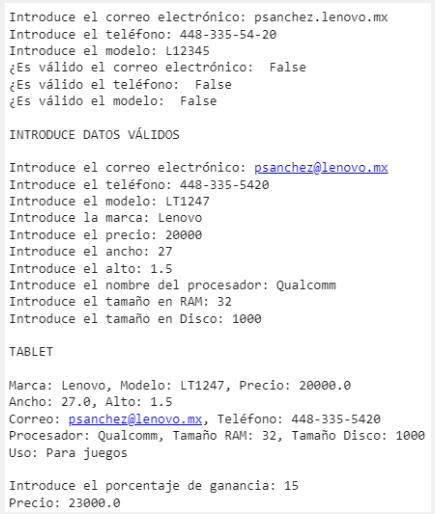 Introduce el correo electrónico: psanchez.lenovo.mx
Introduce el teléfono: 448-335-54-20
Introduce el modelo: L12345
¿Es válido el correo electrónico:  False
¿Es válido el teléfono:  False
¿Es válido el modelo:  False
INTRODUCE DATOS VÁLIDOS
Introduce el correo electrónico: psanchez@lenovo.mx
Introduce el teléfono: 448-335-5420
Introduce el modelo: LT1247
Introduce la marca: Lenovo
Introduce el precio: 20000
Introduce el ancho: 27
Introduce el alto: 1.5
Introduce el nombre del procesador: Qualcomm
Introduce el tamaño en RAM: 32
Introduce el tamaño en Disco: 1000
TABLET
Marca: Lenovo, Modelo: LT1247, Precio: 20000.0
Ancho: 27.0, Alto: 1.5
Correo: psanchez@lenovo.mx, Teléfono: 448-335-5420
Procesador: Qualcomm, Tamaño RAM: 32, Tamaño Disco: 1000
Uso: Para juegos
Introduce el porcentaje de ganancia: 15
Precio: 23000.0